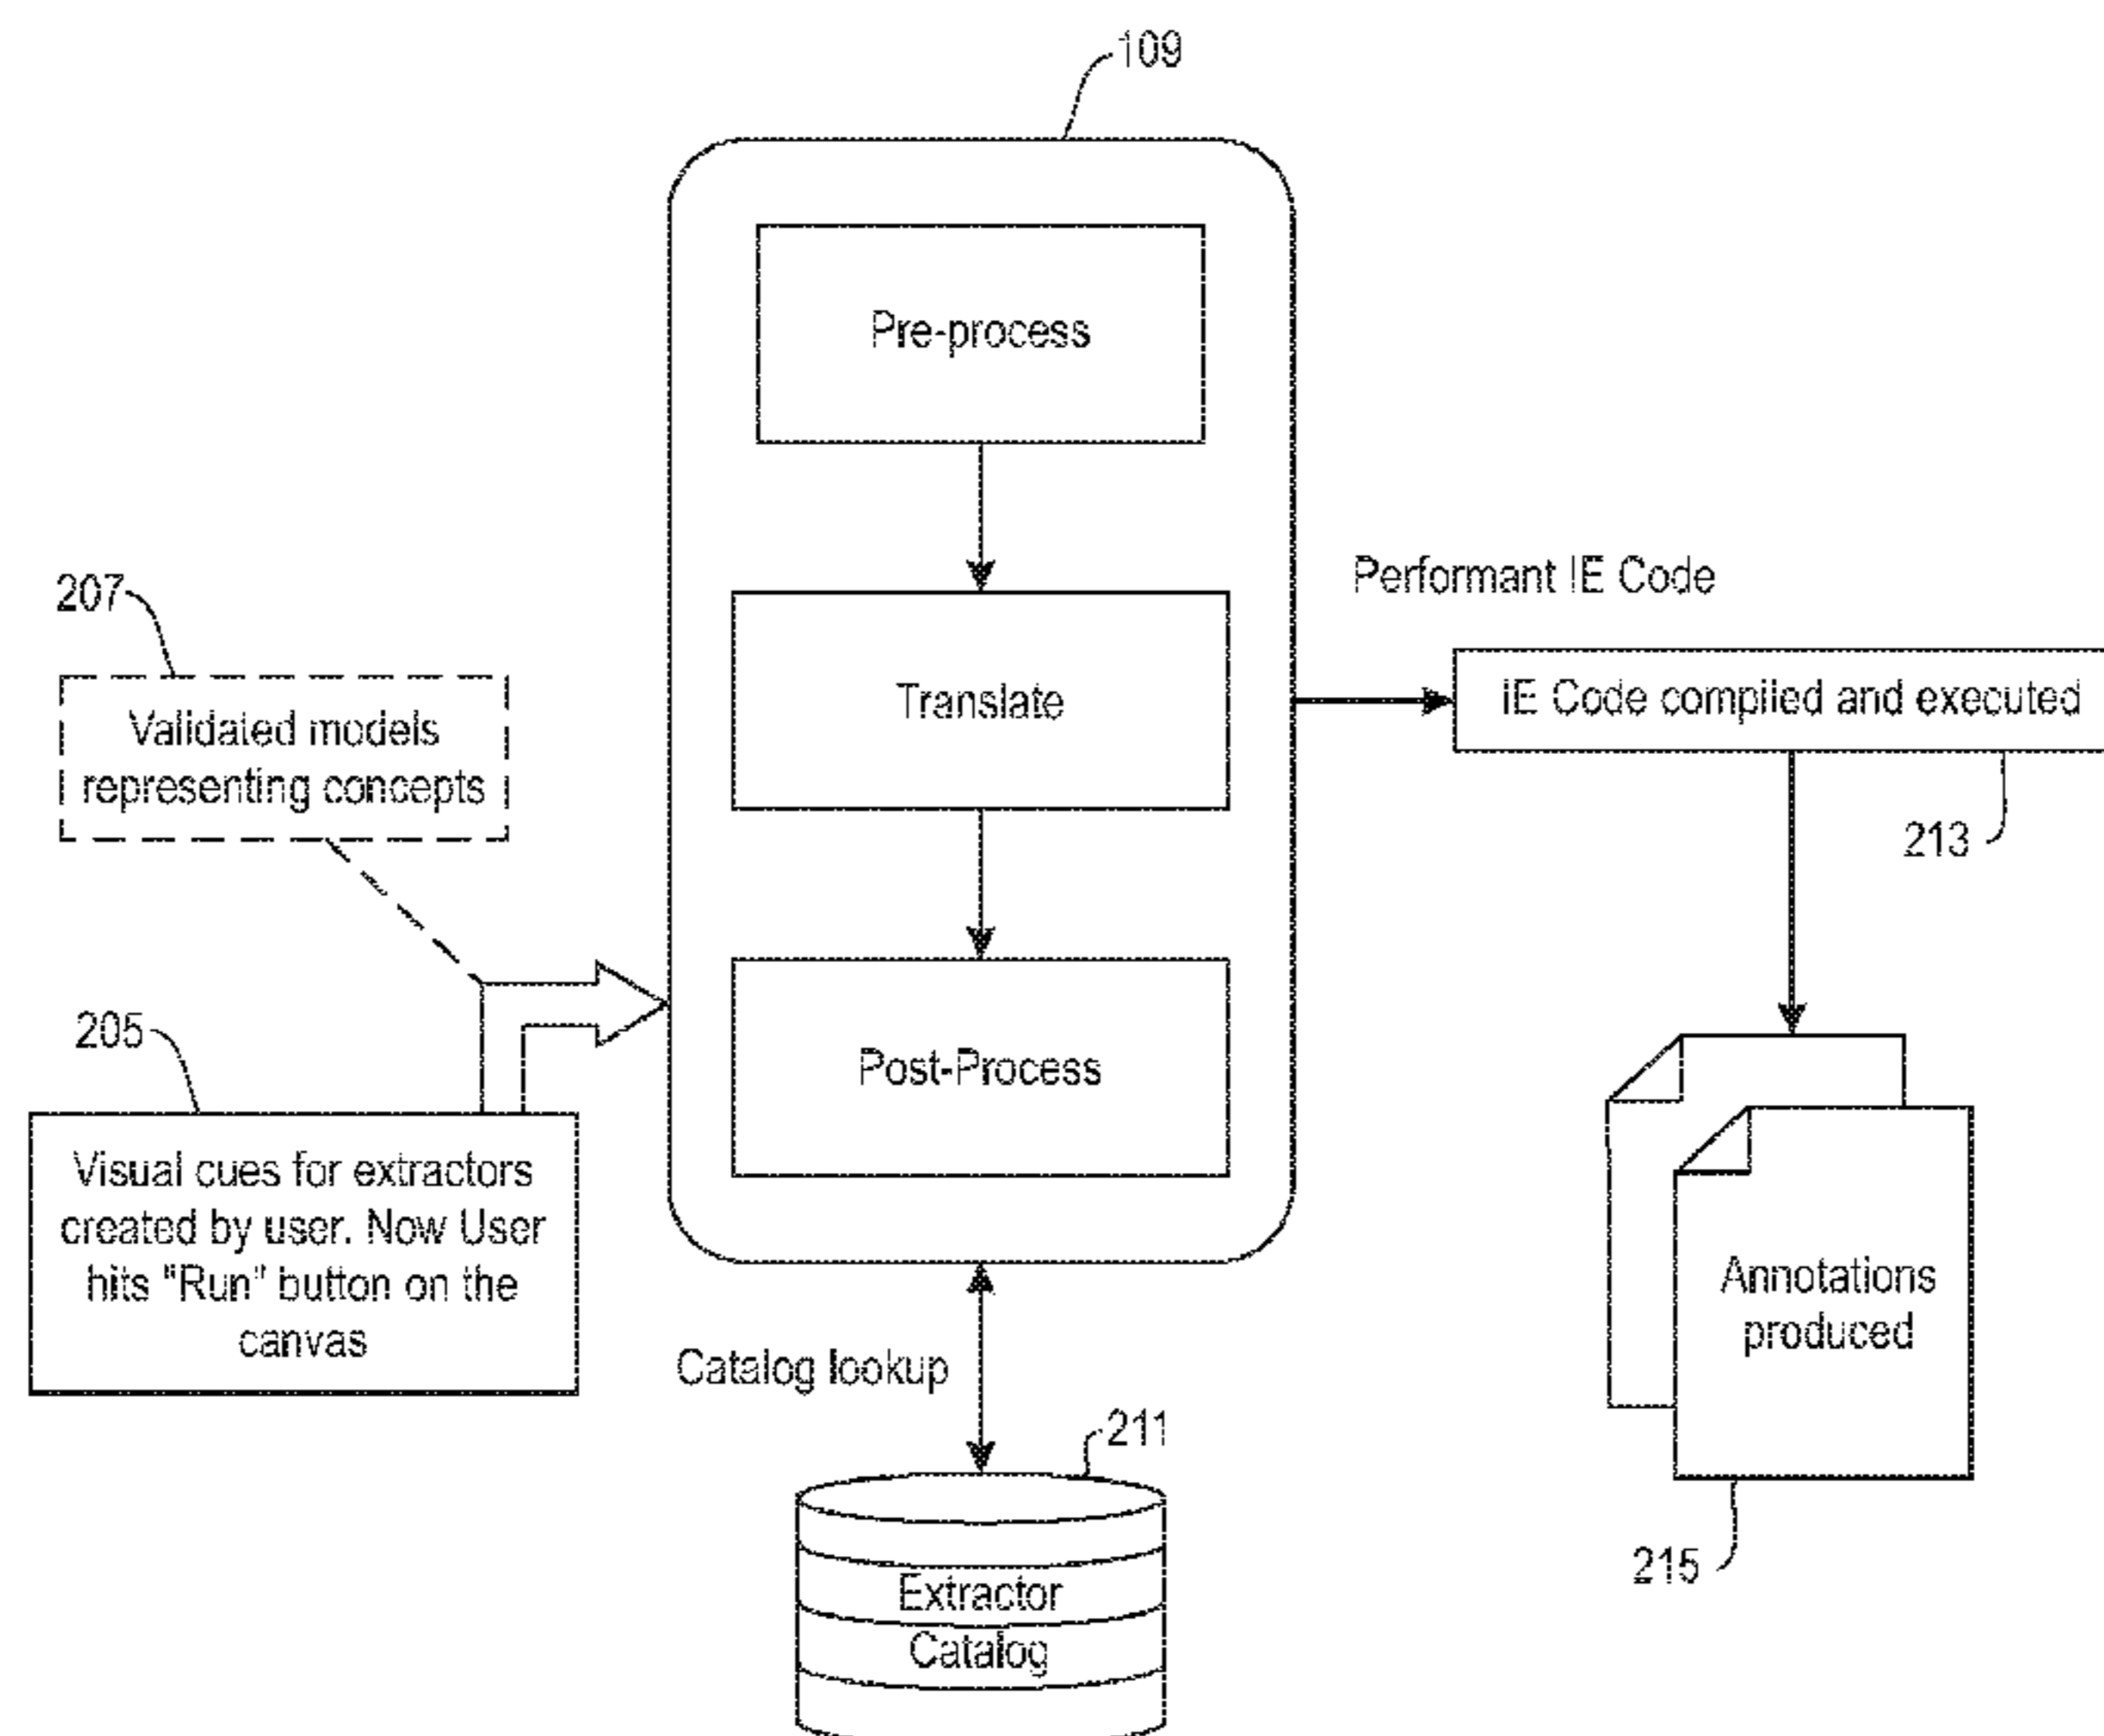 109
Pre-process
207
Performant IE Code
Validated models
representing concepts
Translate
IE Code compiled and executed
213
205
Visual cues for extractors
created by user. Now User
hits "Run" button on the
canvas
Post-Process
Annotations
produced
Catalog lookup
211
Extractor
Catalog
215